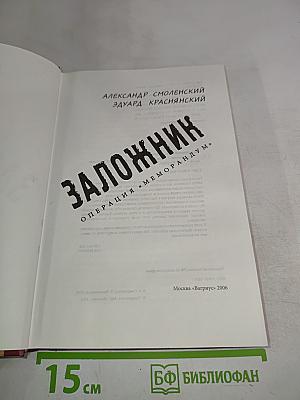 АЛЕКСАНДР СМОЛЕНСКИЙ
ЭДУАРД КРАСНЯНСКИЙ
ЗАЛОЖНИК
ОПЕРАЦИЯ «МЕМОРАНДУМ»
Москва «Вагриус» 2006
15 см
БФ БИБЛИОФАН